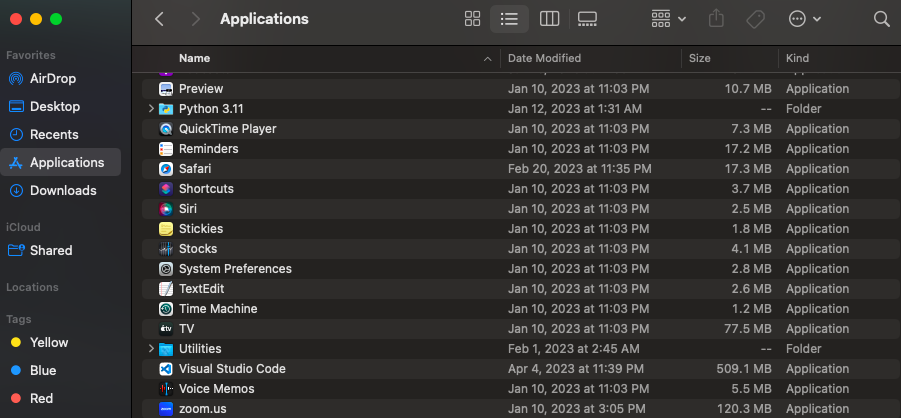 Applications
Favorites
AirDrop
Desktop
Recents
Applications
Downloads
iCloud
Shared
Locations
Tags
Yellow
Blue
Red
Name Date Modified Size Kind
Preview Jan 10, 2023 at 11:03 PM 10.7 MB Application
Python 3.11 Jan 12, 2023 at 1:31 AM -- Folder
QuickTime Player Jan 10, 2023 at 11:03 PM 7.3 MB Application
Reminders Jan 10, 2023 at 11:03 PM 17.2 MB Application
Safari Feb 20, 2023 at 11:35 PM 17.3 MB Application
Shortcuts Jan 10, 2023 at 11:03 PM 3.7 MB Application
Siri Jan 10, 2023 at 11:03 PM 2.5 MB Application
Stickies Jan 10, 2023 at 11:03 PM 1.8 MB Application
Stocks Jan 10, 2023 at 11:03 PM 4.1 MB Application
System Preferences Jan 10, 2023 at 11:03 PM 2.8 MB Application
TextEdit Jan 10, 2023 at 11:03 PM 2.6 MB Application
Time Machine Jan 10, 2023 at 11:03 PM 1.2 MB Application
TV Jan 10, 2023 at 11:03 PM 77.5 MB Application
Utilities Feb 1, 2023 at 2:45 AM -- Folder
Visual Studio Code Apr 4, 2023 at 11:39 PM 509.1 MB Application
Voice Memos Jan 10, 2023 at 11:03 PM 5.5 MB Application
zoom.us Jan 10, 2023 at 3:05 PM 120.3 MB Application